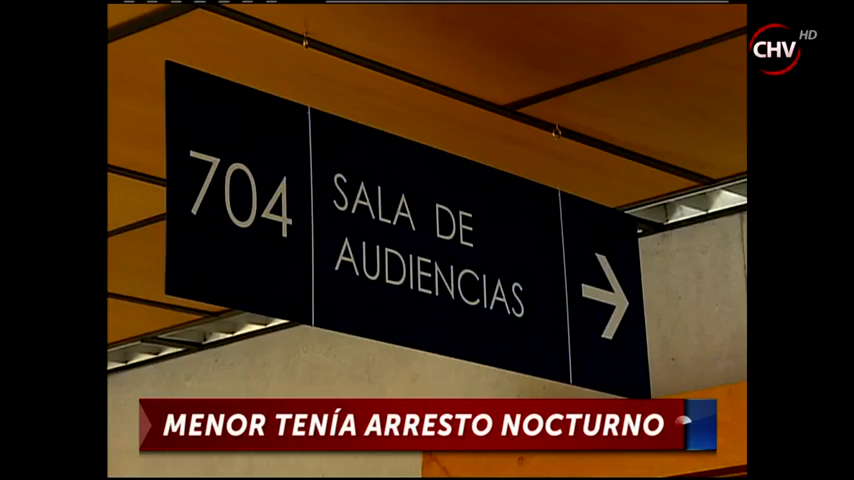 CHV HD
704
SALA DE
AUDIENCIAS
MENOR TENÍA ARRESTO NOCTURNO